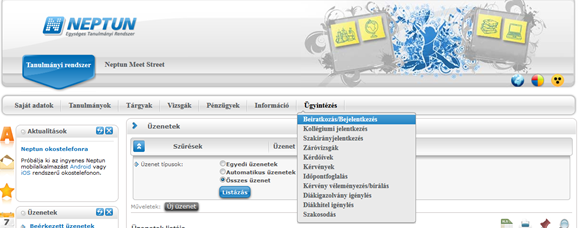 NEPTUN
Egységes Tanulmányi Rendszer
Tanulmányi rendszer
Neptun Meet Street
Saját adatok
Tanulmányok
Tárgyak
Vizsgák
Pénzügyek
Információ
Ügyintézés
Beiratkozás/Bejelentkezés
Kollégiumi jelentkezés
Szakirányjelentkezés
Záróvizsgák
Kérdőívek
Kérvények
Időpontfoglalás
Kérvény véleményezés/bírálás
Diákigazolvány igénylés
Diákhitel igénylés
Szakosodás
Aktualitások
Neptun okostelefonra
Próbálja ki az ingyenes Neptun
mobilalkalmazást Android vagy
iOS rendszerű okostelefonon.
Üzenetek
Beérkezett üzenetek
7
Üzenetek
Szűrések
Üzenet
Üzenet típusok:
Egyedi üzenetek
Automatikus üzenetek
Összes üzenet
Listázás
Műveletek:
Új üzenet